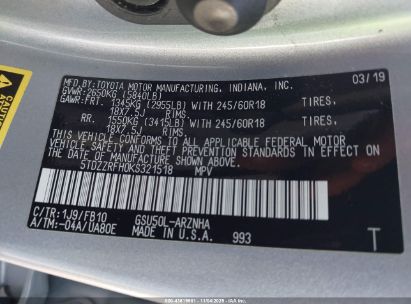 MFD.BY:TOYOTA MOTOR MANUFACTURING, INDIANA, INC. 03/19
GVWR:2650KG (5840LB)
GAWR:FRT. 1345KG (2955LB) WITH 245/60R18 TIRES,
18X7.5J RIMS
RR. 1550KG (3415LB) WITH 245/60R18 TIRES,
18X7.5J RIMS
THIS VEHICLE CONFORMS TO ALL APPLICABLE FEDERAL MOTOR
VEHICLE SAFETY AND THEFT PREVENTION STANDARDS IN EFFECT ON THE
DATE OF MANUFACTURE SHOWN ABOVE.
5TDZZRFH0KS321518 MPV
C/TR:1J9/FB10 GSU50L-ARZNHA
A/TM:-04A/UA80E MADE IN U.S.A. 993 T